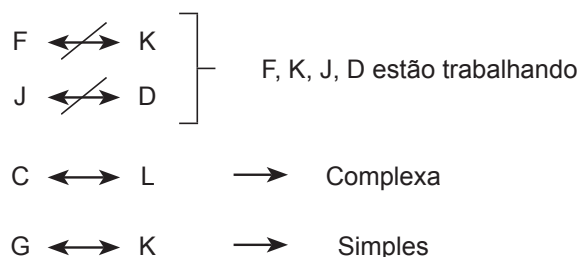 F K
F, K, J, D estão trabalhando
J D
C L Complexa
G K Simples